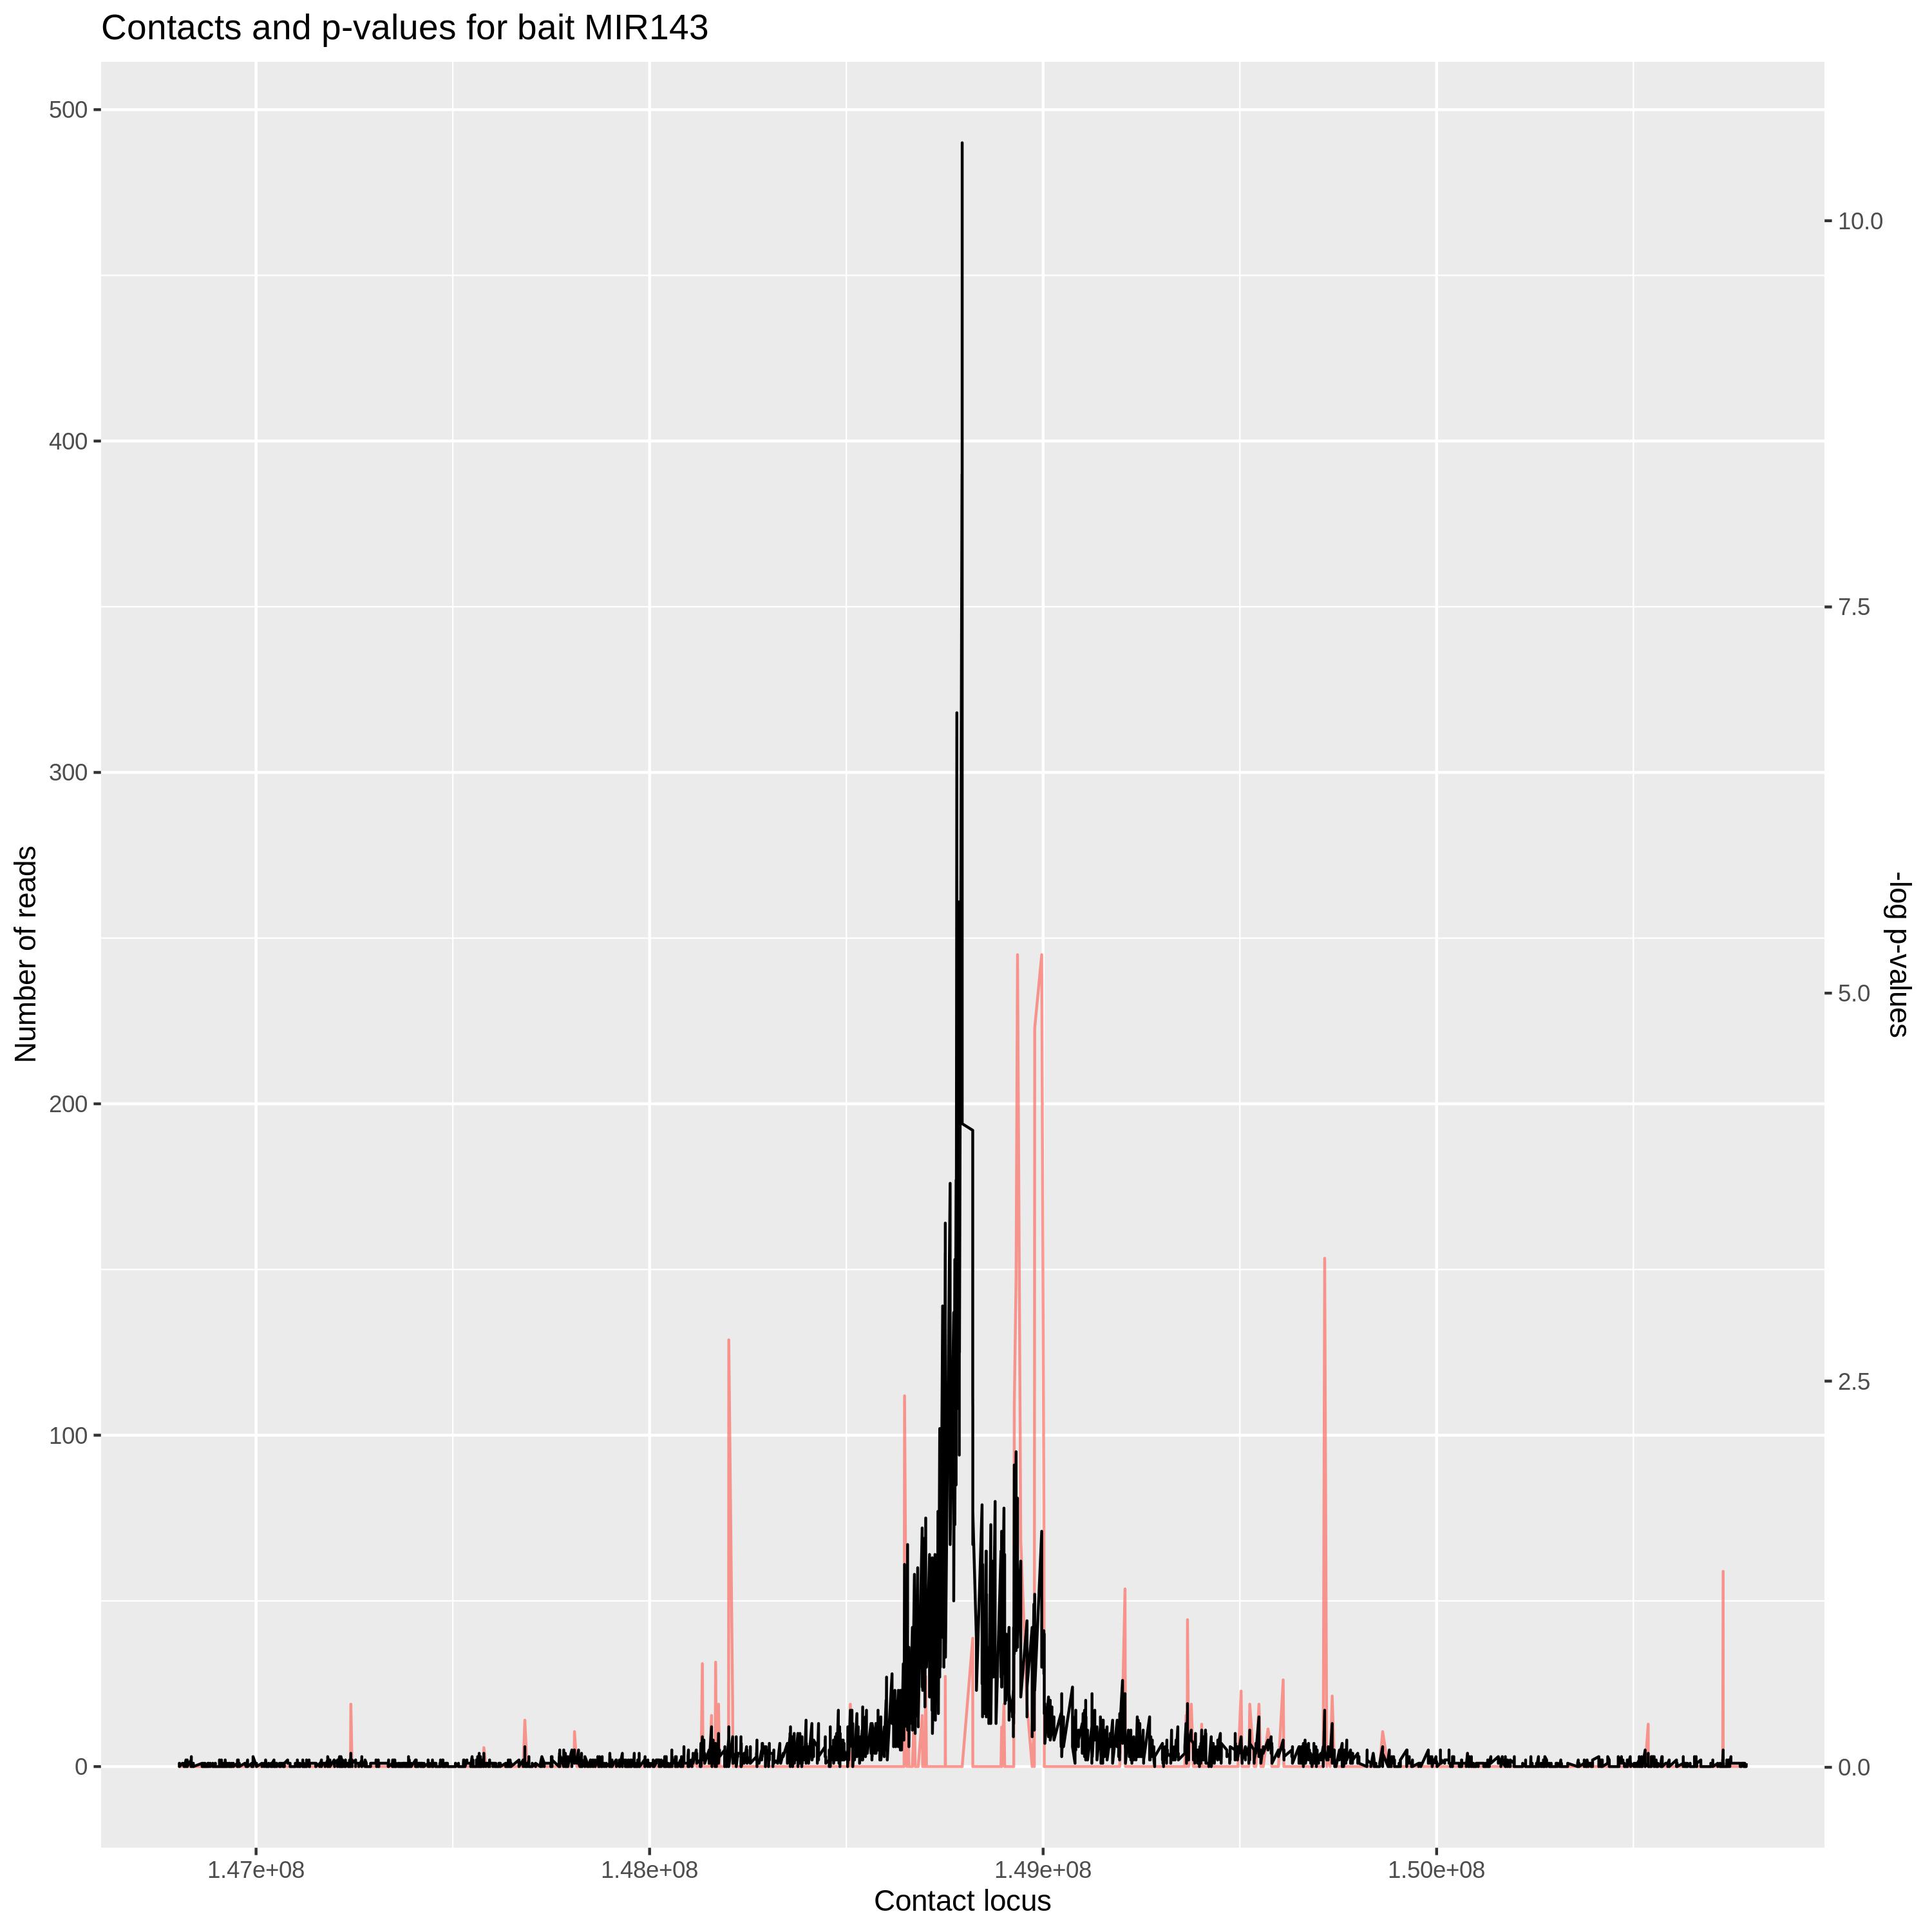 Contacts and p-values for bait MIR143
500
400
300
200
100
0
Number of reads
10.0
7.5
5.0
2.5
0.0
-log p-values
1.47e+08
1.48e+08
1.49e+08
1.50e+08
Contact locus